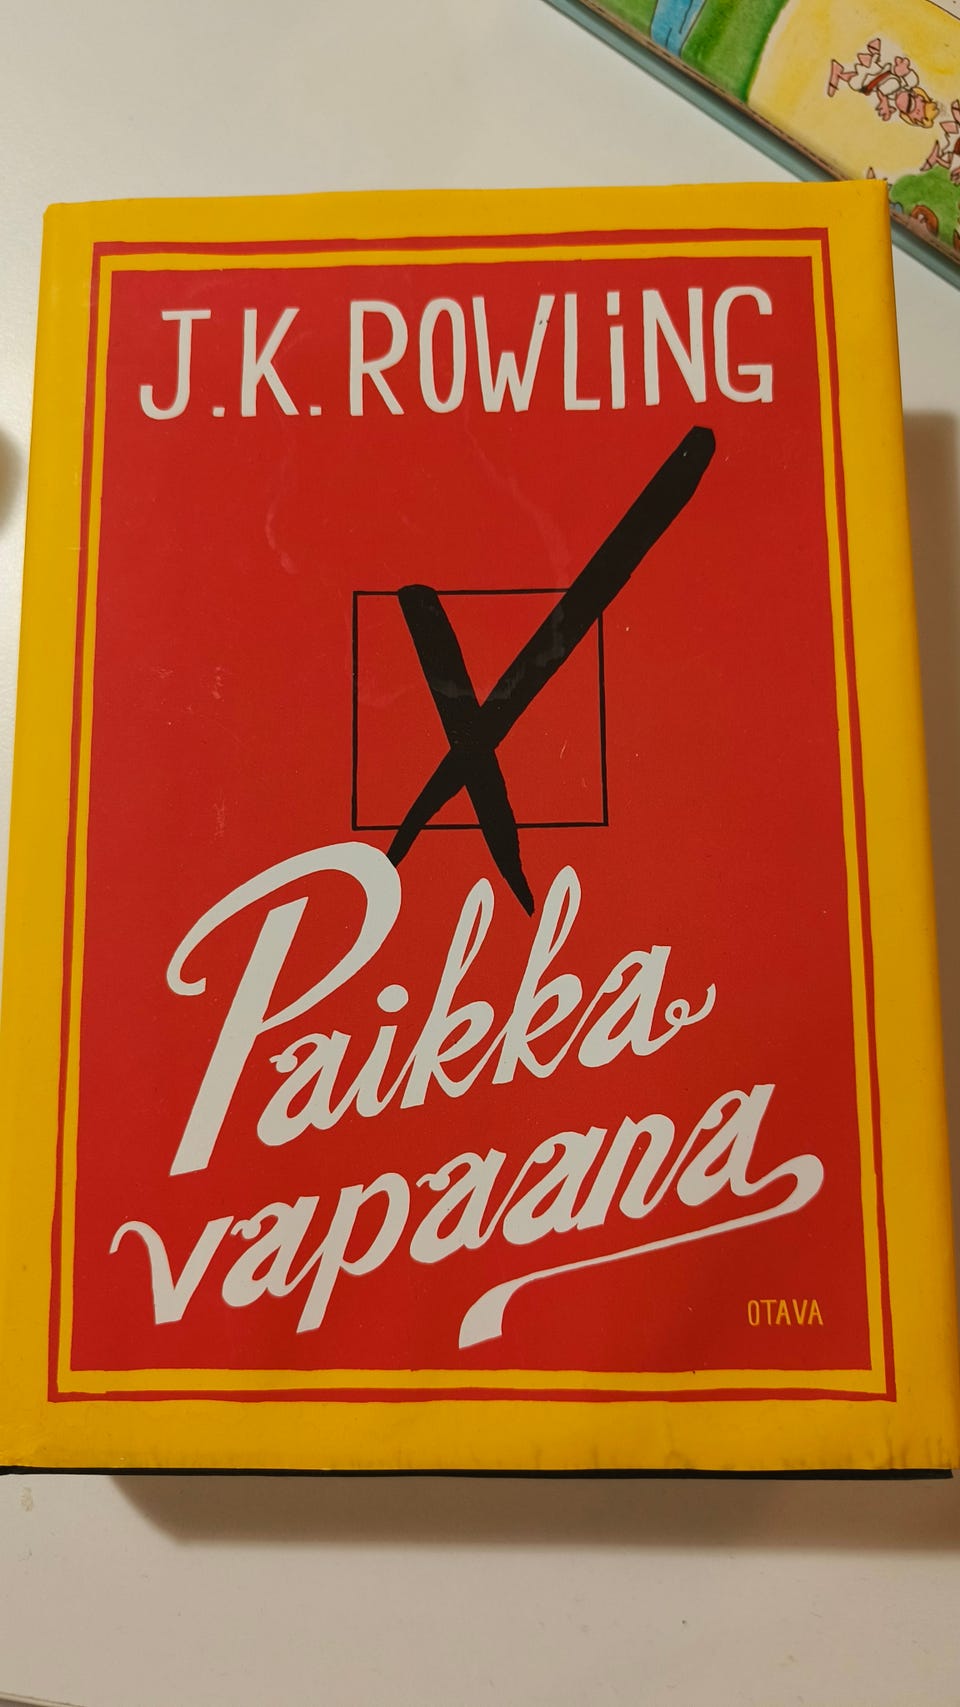 J.K. ROWLiNG
Paikka
vapaana
OTAVA